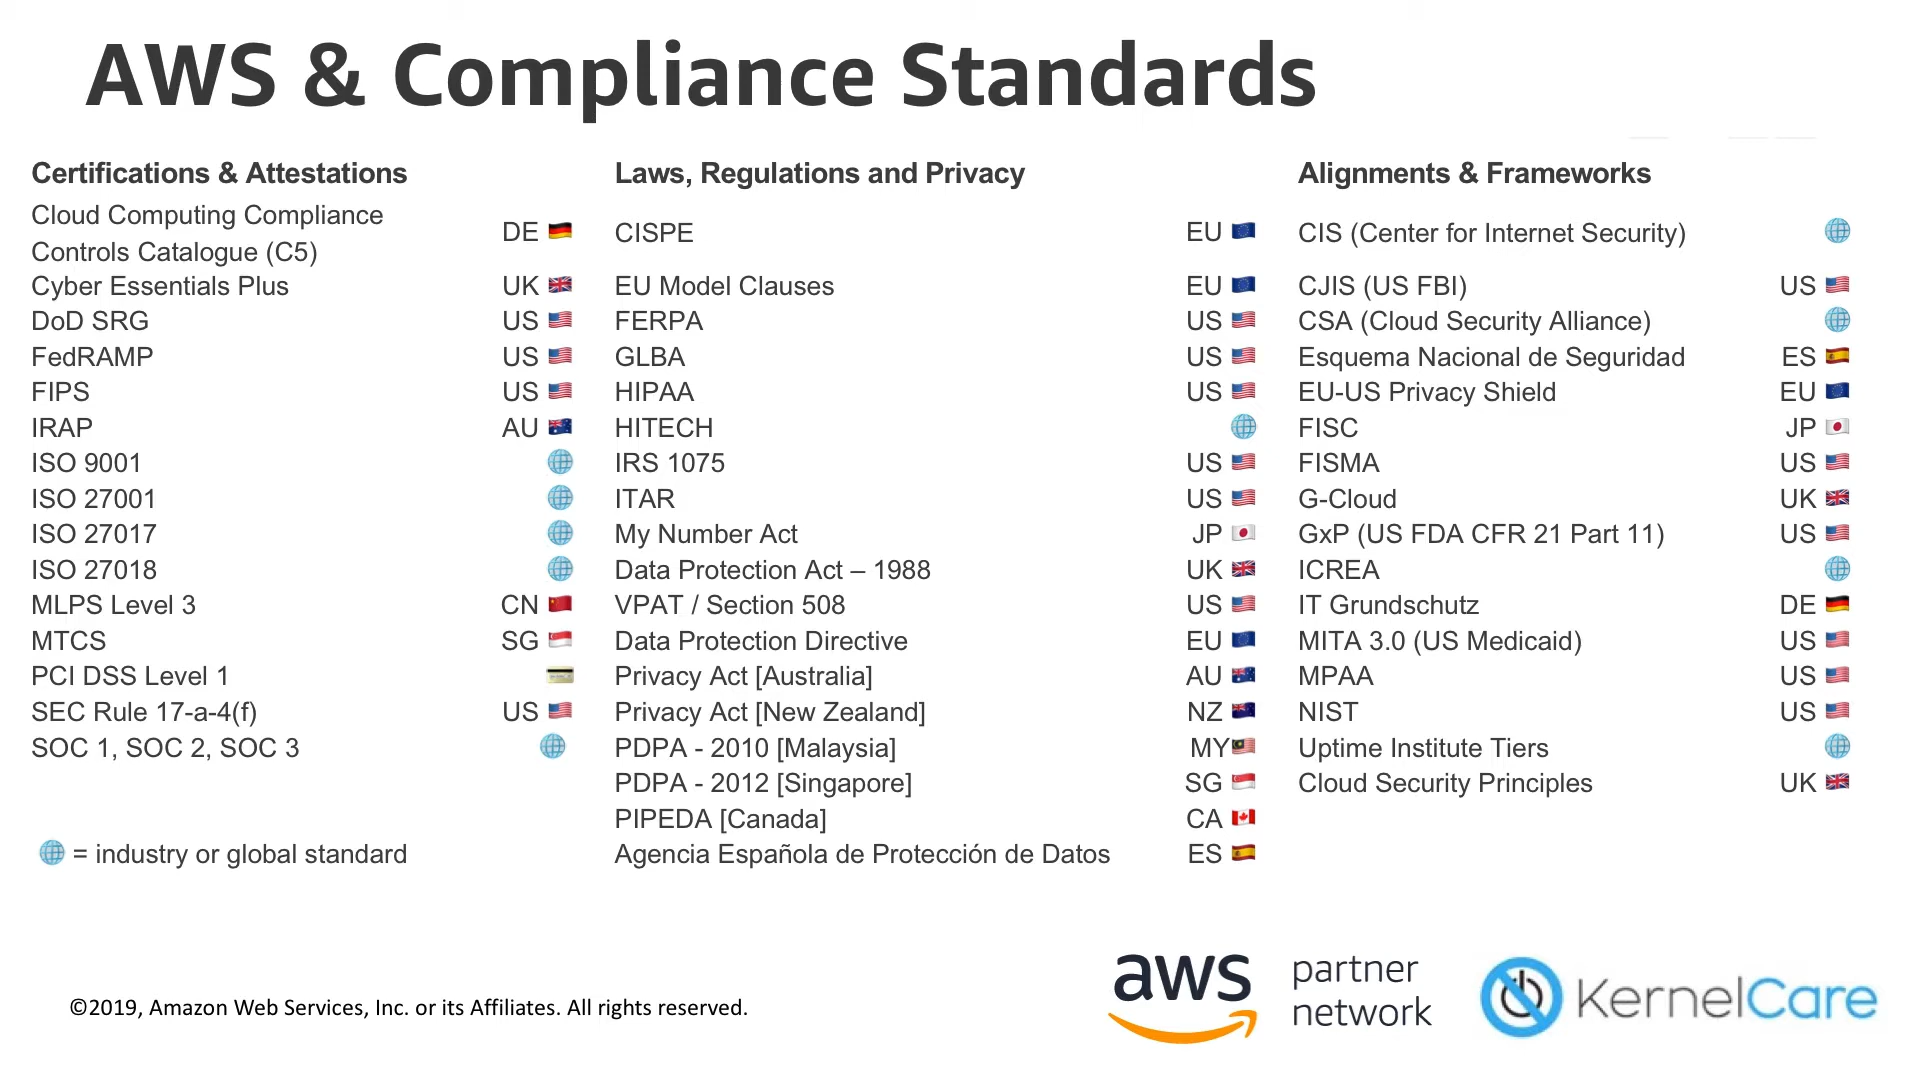 AWS & Compliance Standards
Certifications & Attestations
Cloud Computing Compliance
Controls Catalogue (C5)
DE
Cyber Essentials Plus UK
DoD SRG US
FedRAMP US
FIPS US
IRAP AU
ISO 9001
ISO 27001
ISO 27017
ISO 27018
MLPS Level 3 CN
MTCS SG
PCI DSS Level 1
SEC Rule 17-a-4(f) US
SOC 1, SOC 2, SOC 3
= industry or global standard
Laws, Regulations and Privacy
CISPE EU
EU Model Clauses EU
FERPA US
GLBA US
HIPAA US
HITECH
IRS 1075 US
ITAR US
My Number Act JP
Data Protection Act – 1988 UK
VPAT / Section 508 US
Data Protection Directive EU
Privacy Act [Australia] AU
Privacy Act [New Zealand] NZ
PDPA - 2010 [Malaysia] MY
PDPA - 2012 [Singapore] SG
PIPEDA [Canada] CA
Agencia Española de Protección de Datos ES
Alignments & Frameworks
CIS (Center for Internet Security)
CJIS (US FBI) US
CSA (Cloud Security Alliance)
Esquema Nacional de Seguridad ES
EU-US Privacy Shield EU
FISC JP
FISMA US
G-Cloud UK
GxP (US FDA CFR 21 Part 11) US
ICREA
IT Grundschutz DE
MITA 3.0 (US Medicaid) US
MPAA US
NIST US
Uptime Institute Tiers
Cloud Security Principles UK
©2019, Amazon Web Services, Inc. or its Affiliates. All rights reserved.
aws
partner
network
KernelCare